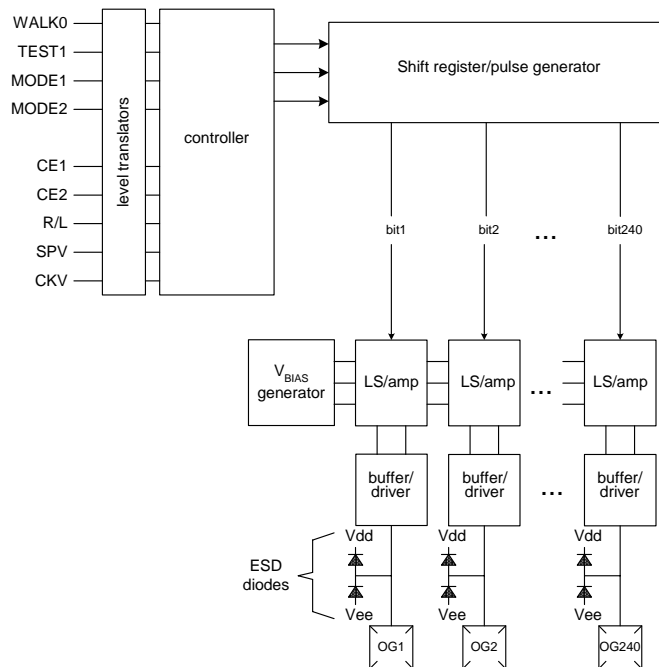 WALK0
TEST1
MODE1
MODE2
CE1
CE2
R/L
SPV
CKV
level translators
controller
Shift register/pulse generator
bit1
bit2
...
bit240
VBIAS
generator
LS/amp
LS/amp
...
LS/amp
buffer/
driver
buffer/
driver
...
buffer/
driver
ESD
diodes
Vdd
Vee
Vdd
Vee
Vdd
Vee
OG1
OG2
OG240